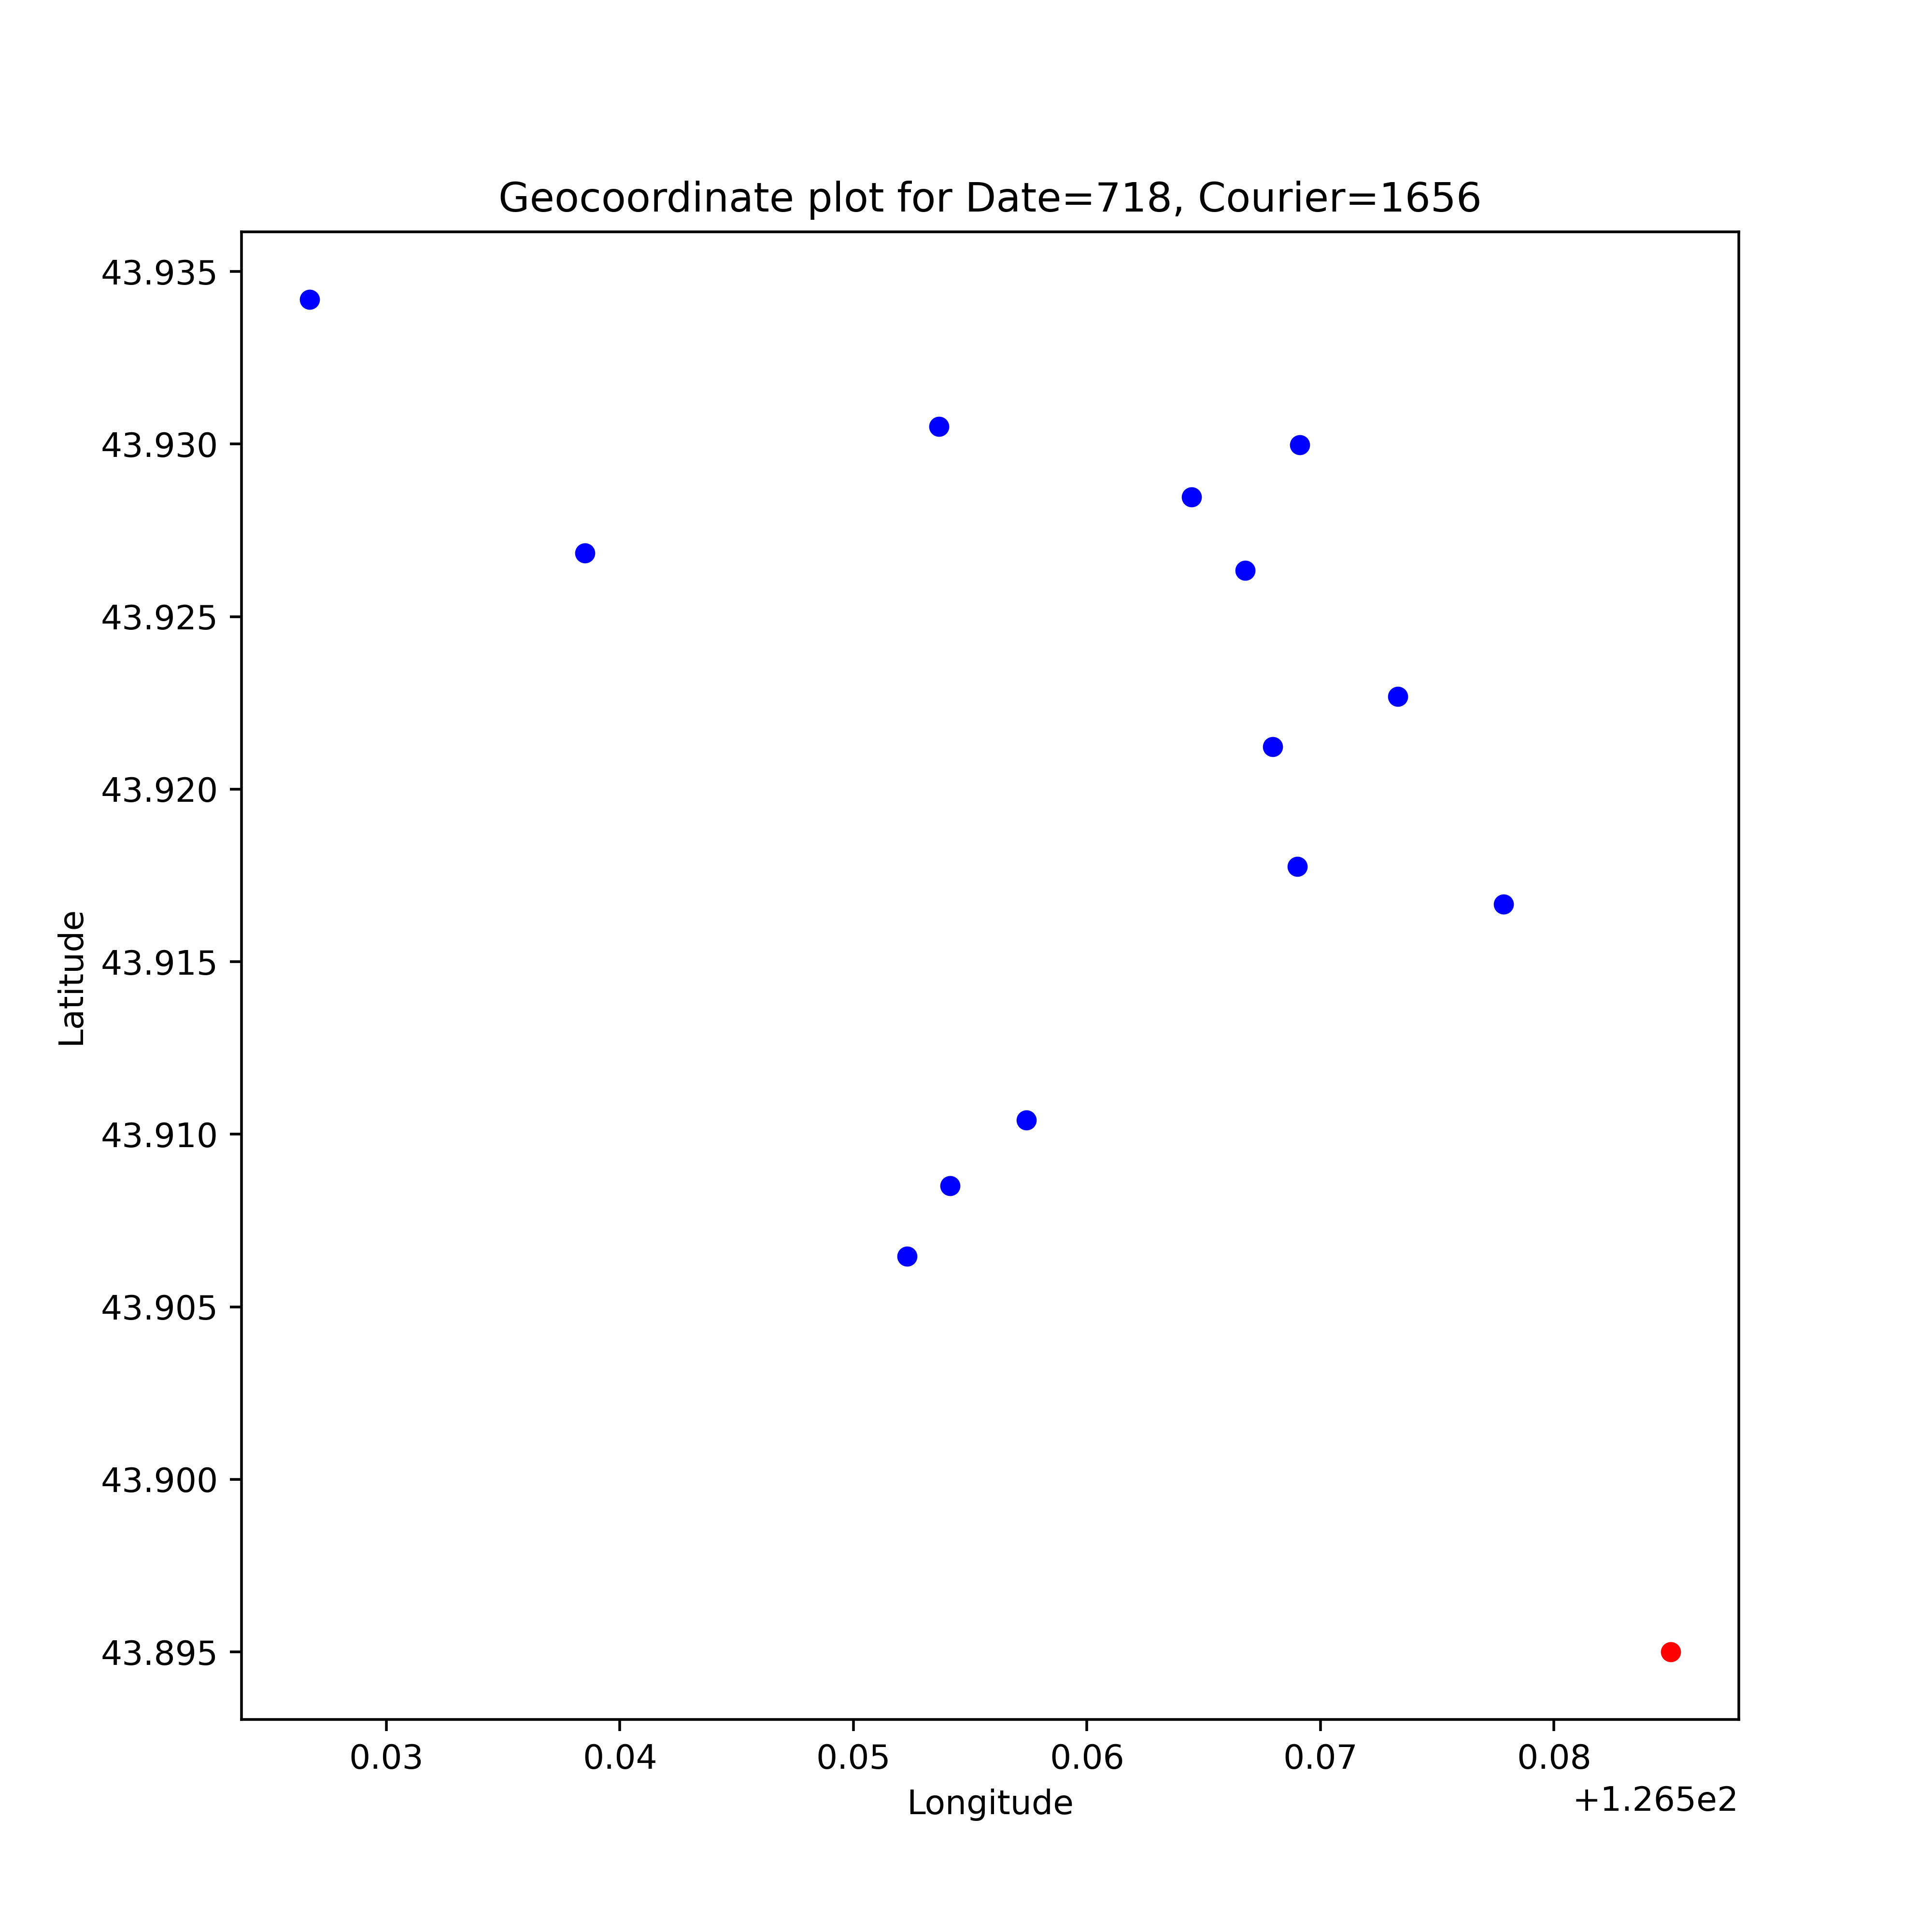 Geocoordinate plot for Date=718, Courier=1656
43.935
43.930
43.925
43.920
43.915
43.910
43.905
43.900
43.895
Latitude
0.03 0.04 0.05 0.06 0.07 0.08
+1.265e2
Longitude